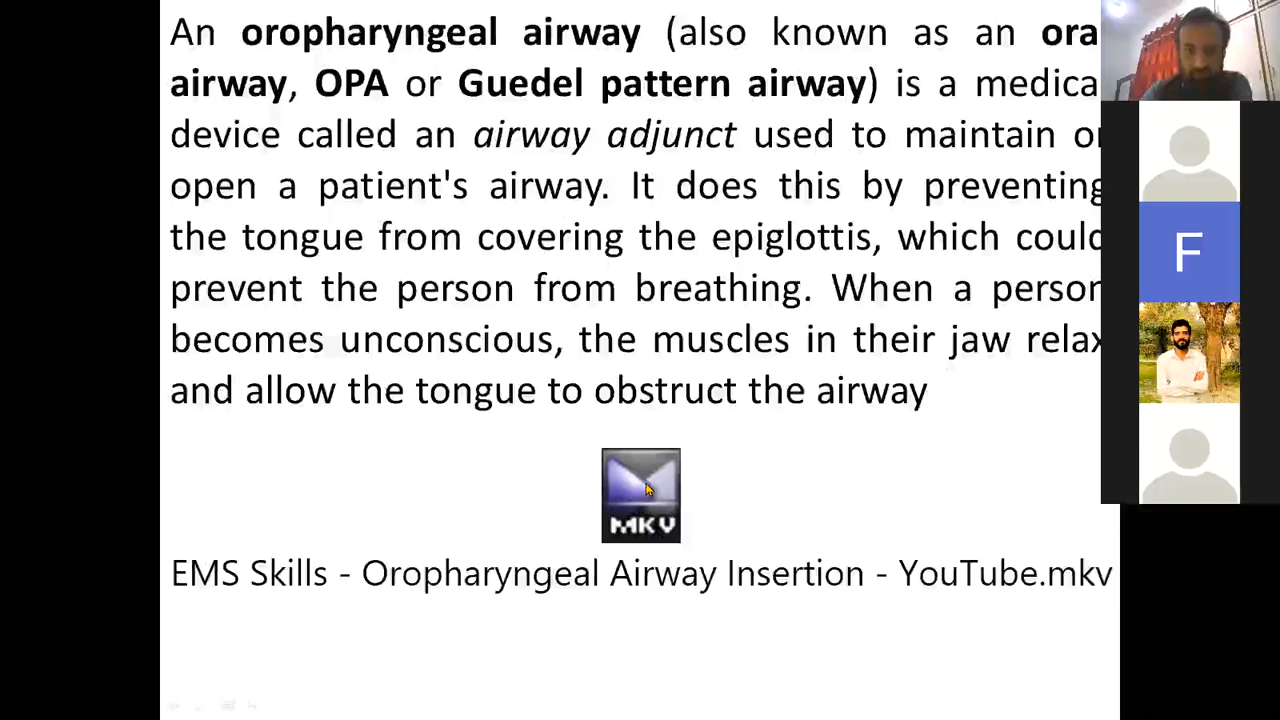 An oropharyngeal airway (also known as an ora
airway, OPA or Guedel pattern airway) is a medica
device called an airway adjunct used to maintain or
open a patient's airway. It does this by preventing
the tongue from covering the epiglottis, which could
prevent the person from breathing. When a person
becomes unconscious, the muscles in their jaw relax
and allow the tongue to obstruct the airway
F
MKV
EMS Skills - Oropharyngeal Airway Insertion - YouTube.mkv